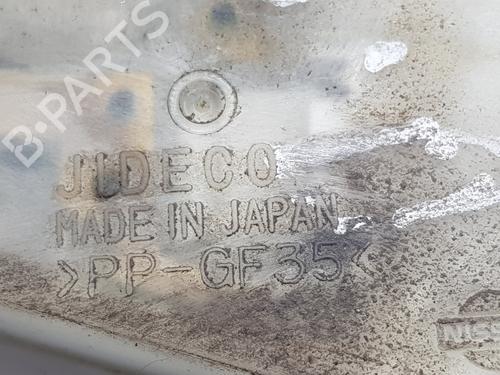 B-PARTS
JIDECO
MADE IN JAPAN
>PP-GF35<